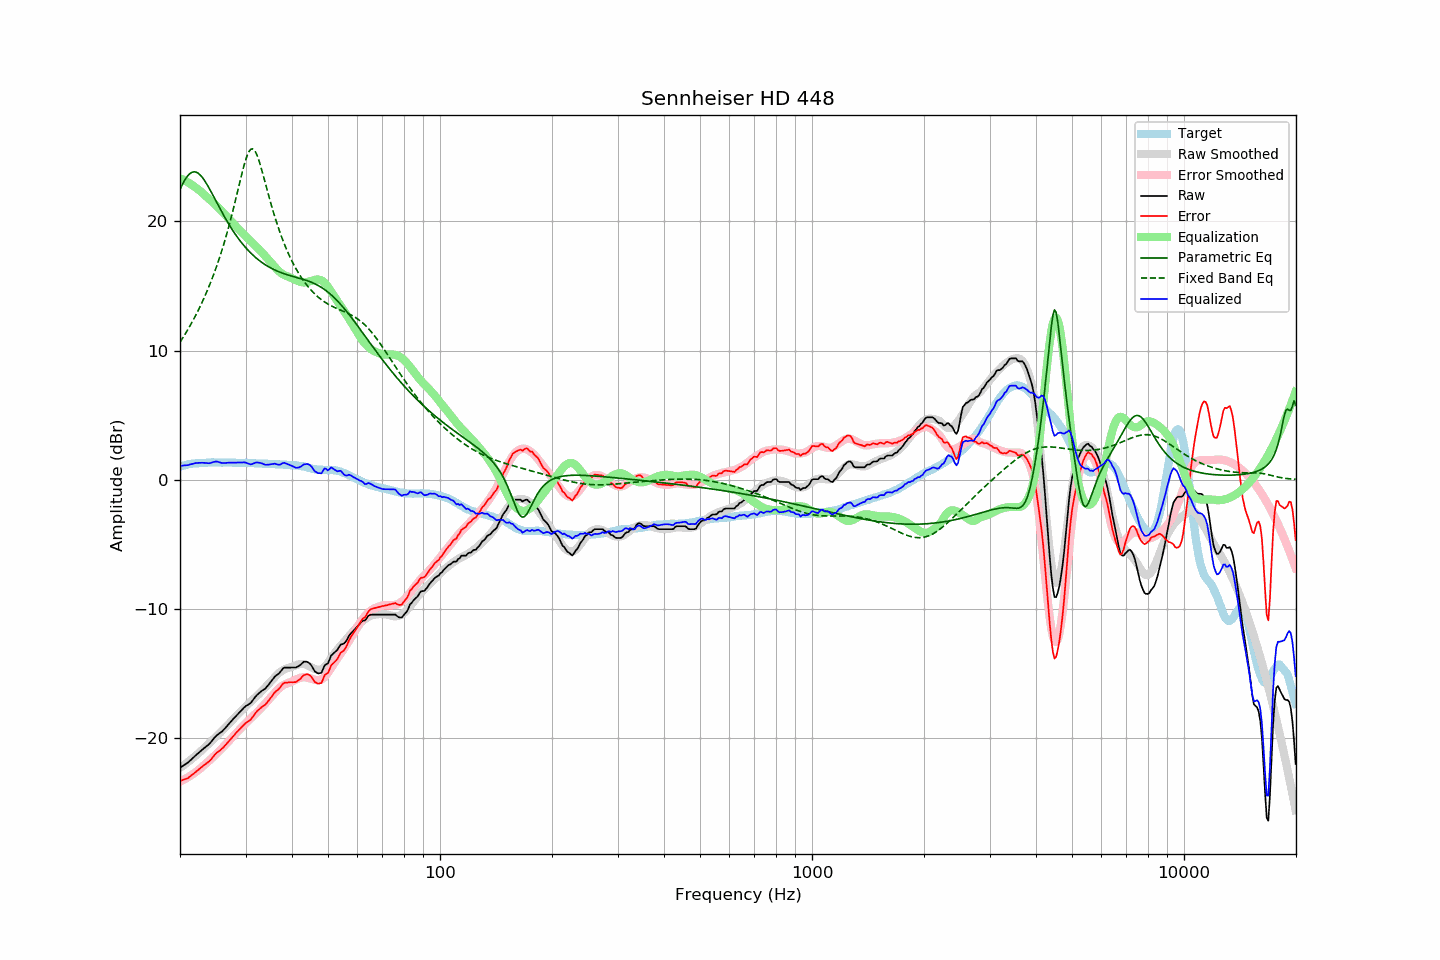 Sennheiser HD 448
Target
Raw Smoothed
Error Smoothed
Raw
Error
Equalization
Parametric Eq
Fixed Band Eq
Equalized
20
10
0
−10
−20
Amplitude (dBr)
100 1000 10000
Frequency (Hz)